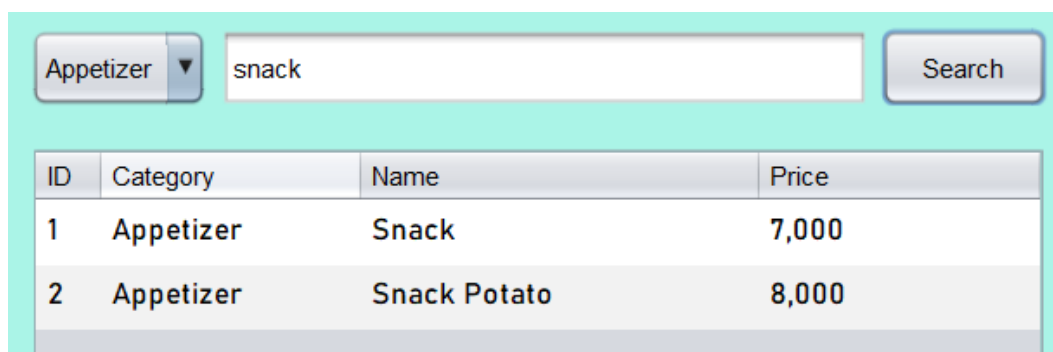 Appetizer snack Search
ID Category Name Price
1 Appetizer Snack 7,000
2 Appetizer Snack Potato 8,000